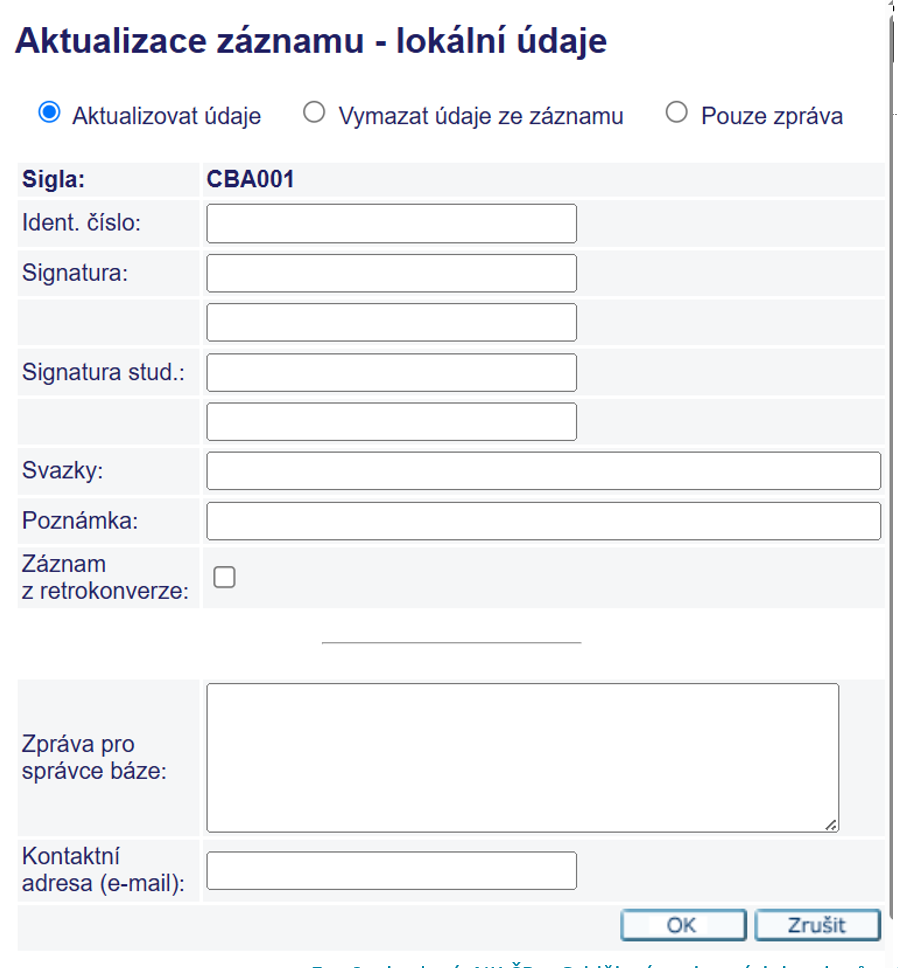 Aktualizace záznamu - lokální údaje
Aktualizovat údaje Vymazat údaje ze záznamu Pouze zpráva
Sigla: CBA001
Ident. číslo:
Signatura:
Signatura stud.:
Svazky:
Poznámka:
Záznam
z retrokonverze:
Zpráva pro
správce báze:
Kontaktní
adresa (e-mail):
OK Zrušit